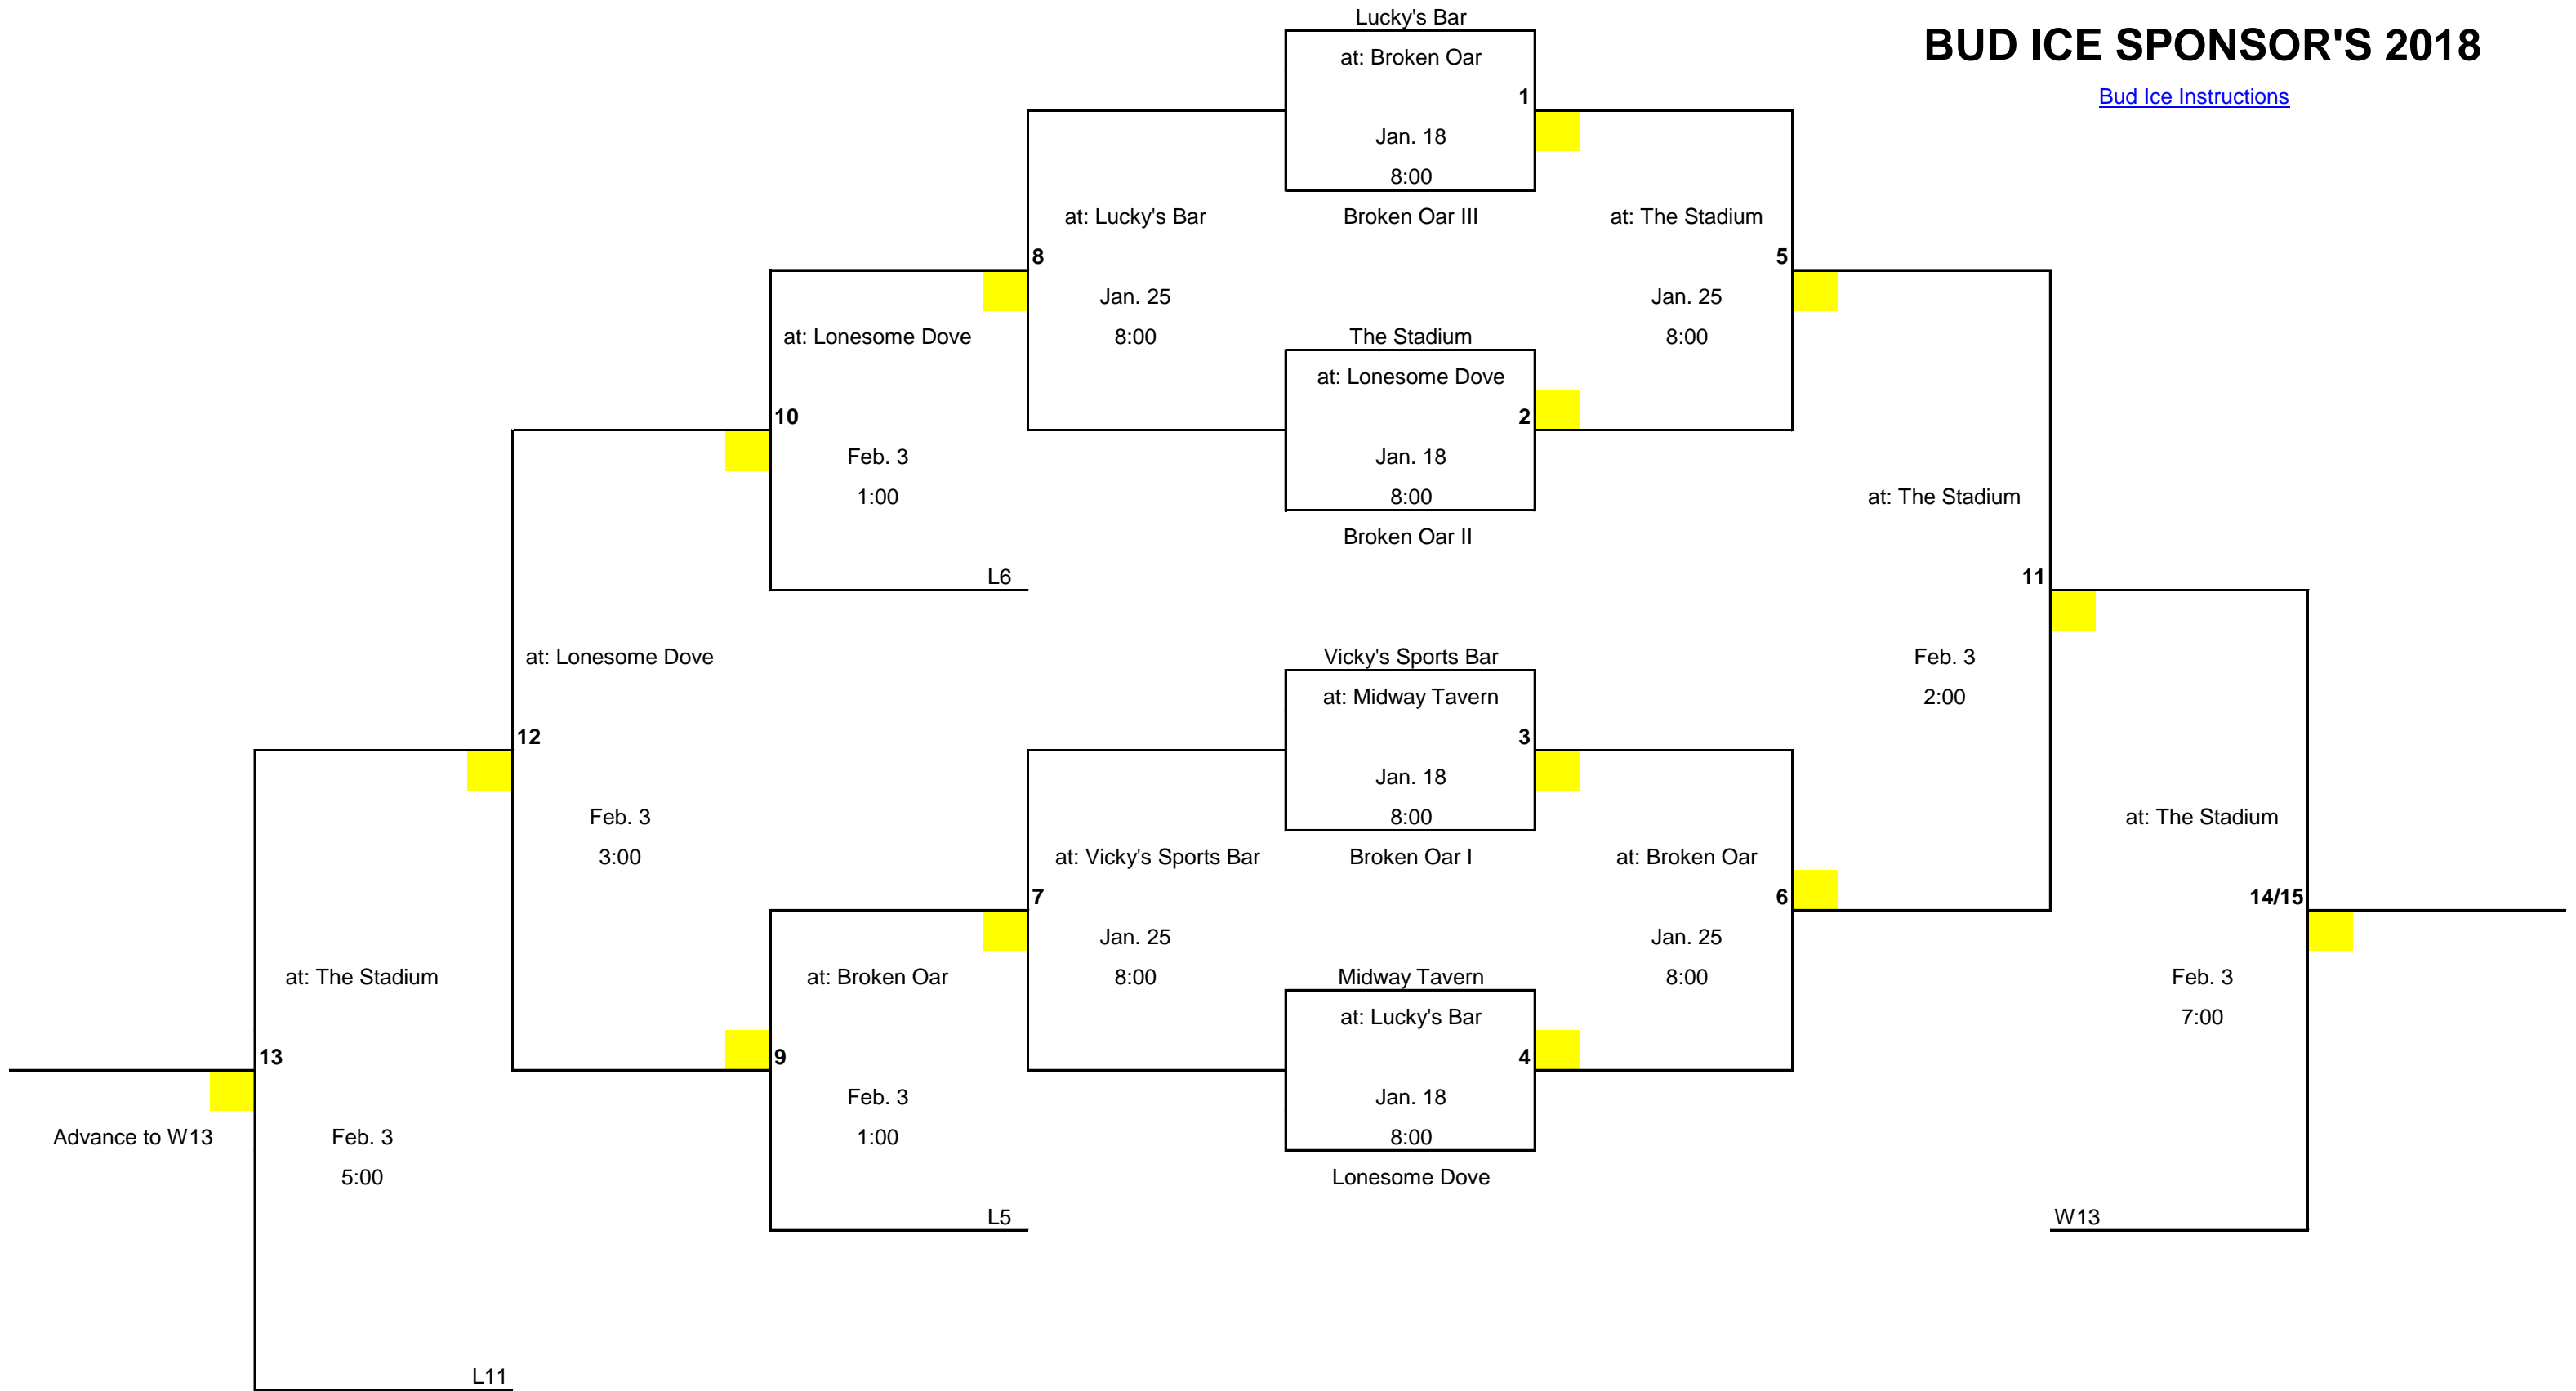 Lucky's Bar
BUD ICE SPONSOR'S 2018
at: Broken Oar
1
Bud Ice Instructions
Jan. 18
8:00
at: Lucky's Bar
Broken Oar III
at: The Stadium
8
5
Jan. 25
Jan. 25
at: Lonesome Dove
8:00
The Stadium
8:00
at: Lonesome Dove
10
2
Feb. 3
Jan. 18
1:00
8:00
at: The Stadium
Broken Oar II
L6
11
at: Lonesome Dove
Vicky's Sports Bar
Feb. 3
at: Midway Tavern
2:00
12
3
Jan. 18
Feb. 3
8:00
at: The Stadium
3:00
at: Vicky's Sports Bar
Broken Oar I
at: Broken Oar
7
6
14/15
Jan. 25
Jan. 25
at: The Stadium
at: Broken Oar
8:00
Midway Tavern
8:00
Feb. 3
at: Lucky's Bar
7:00
13
9
4
Feb. 3
Jan. 18
Advance to W13
Feb. 3
1:00
8:00
5:00
Lonesome Dove
L5
W13
L11